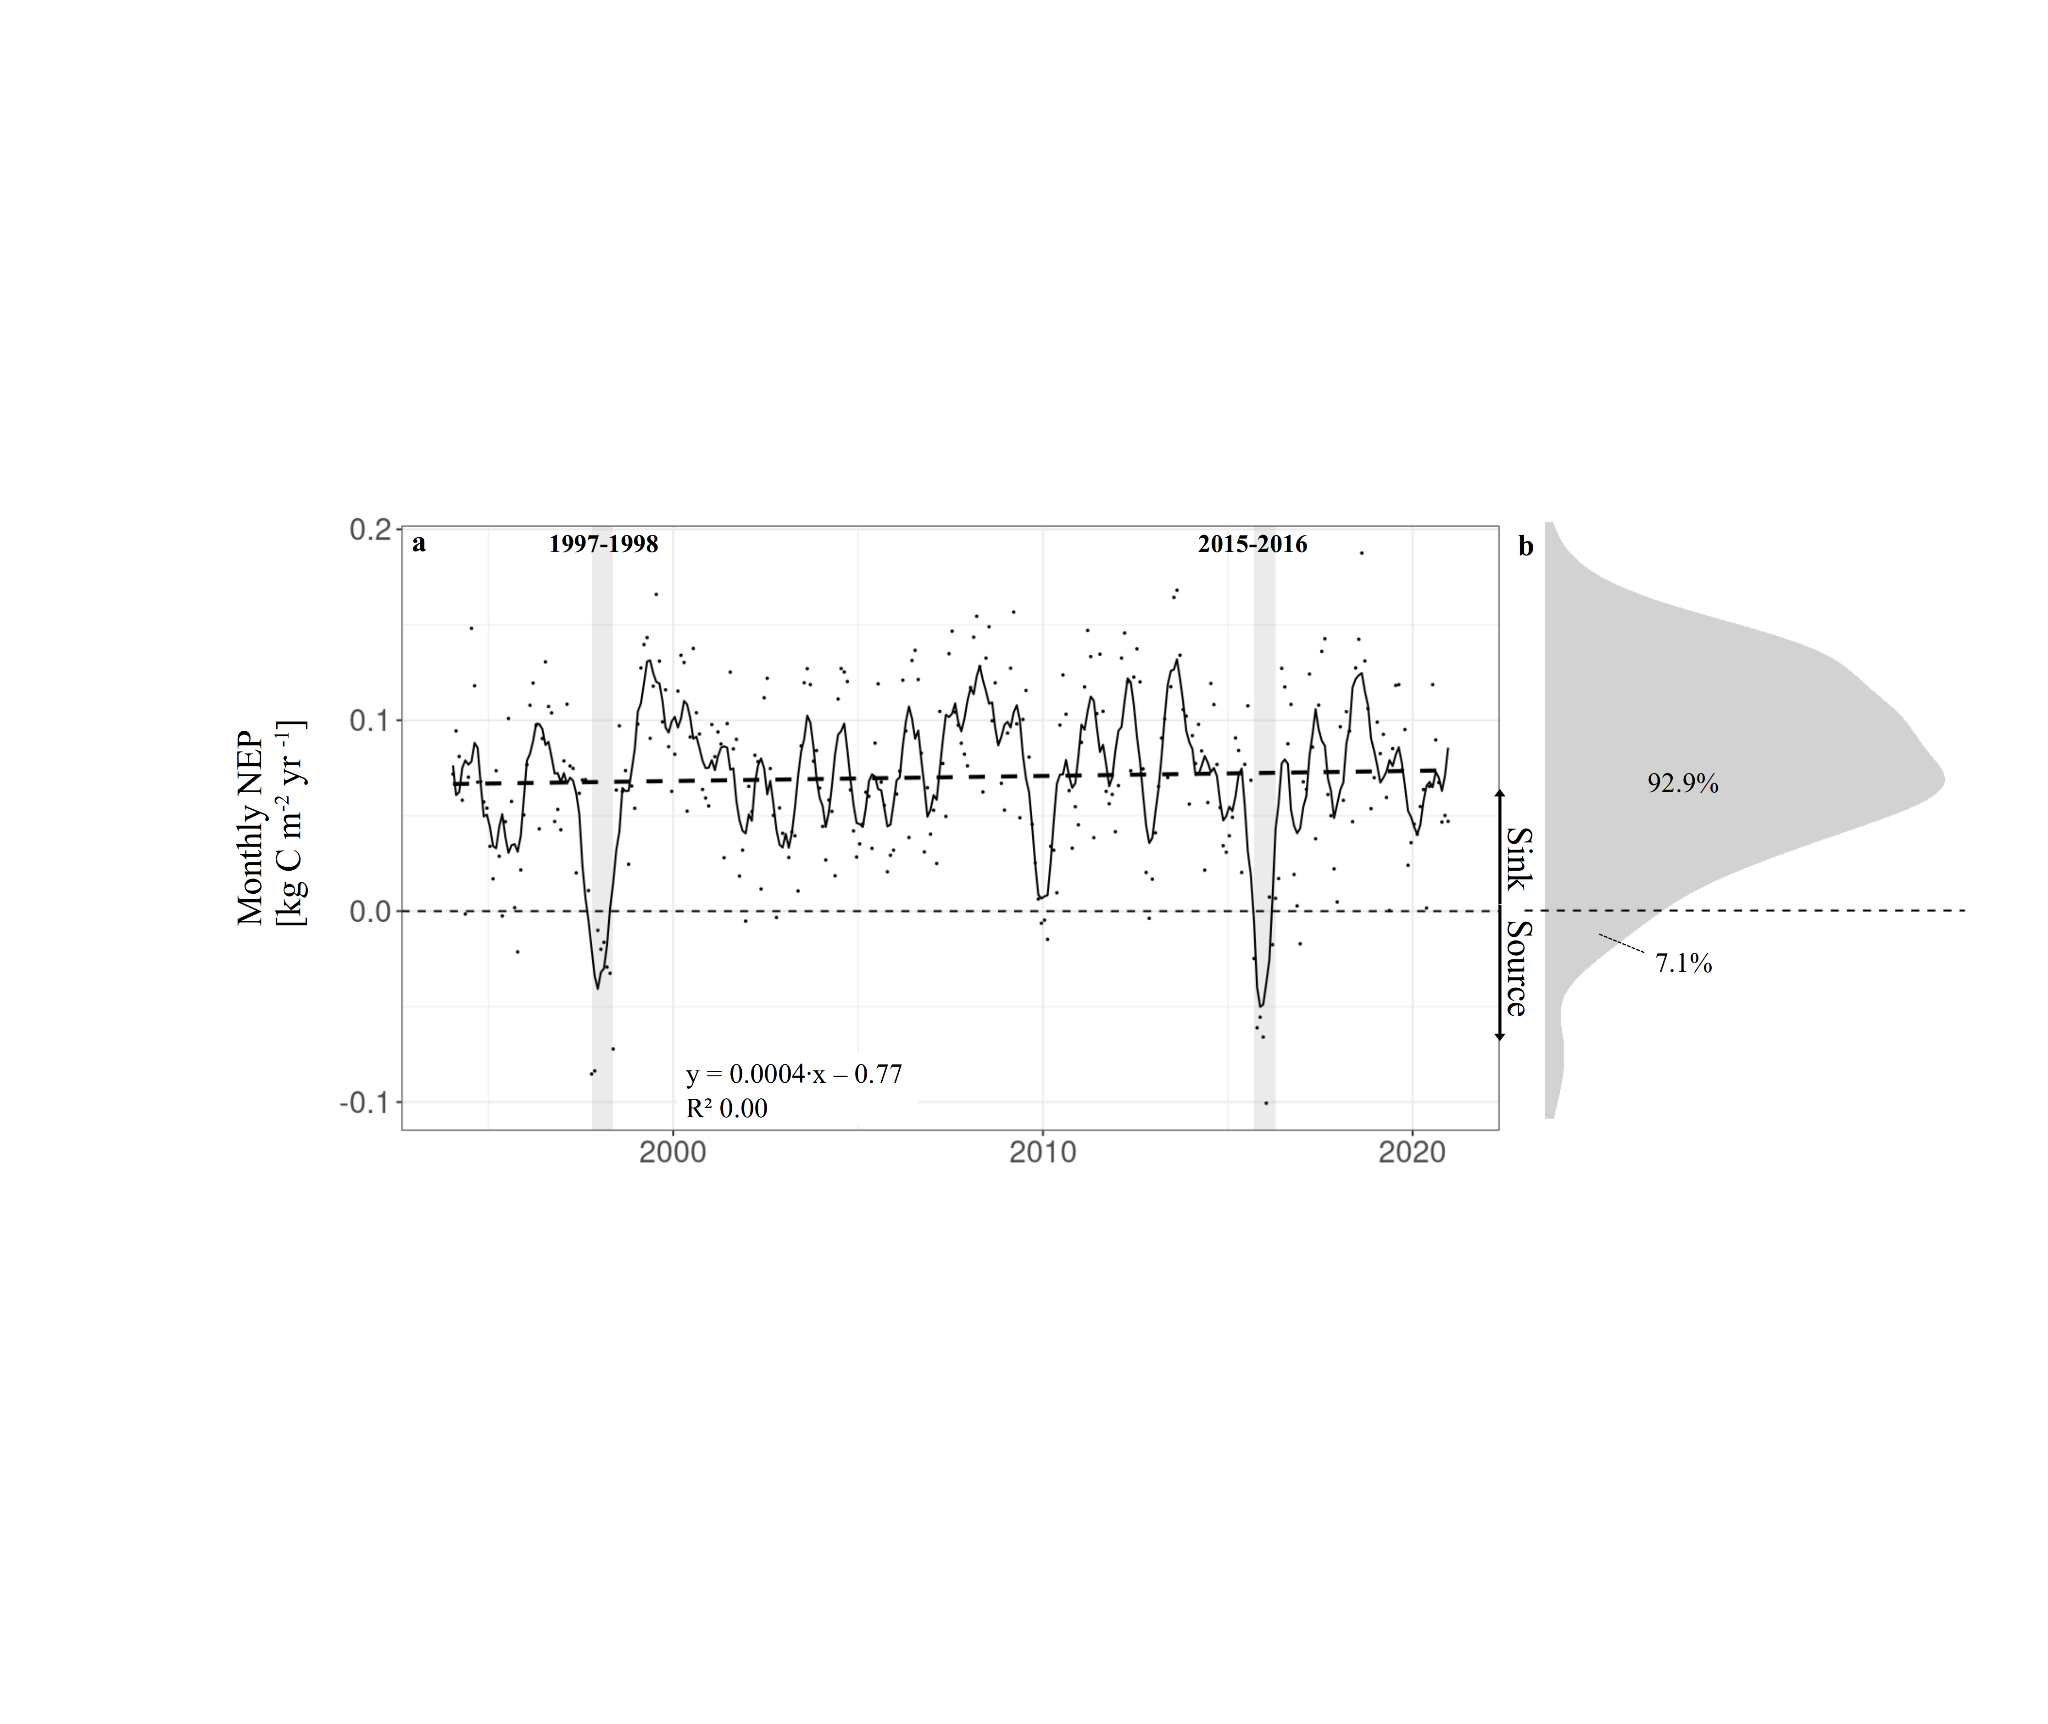 0.2
a
1997-1998
2015-2016
b
0.1
0.0
-0.1
Monthly NEP
[kg C m⁻² yr ⁻¹]
92.9%
Sink
Source
7.1%
y = 0.0004·x – 0.77
R² 0.00
2000
2010
2020